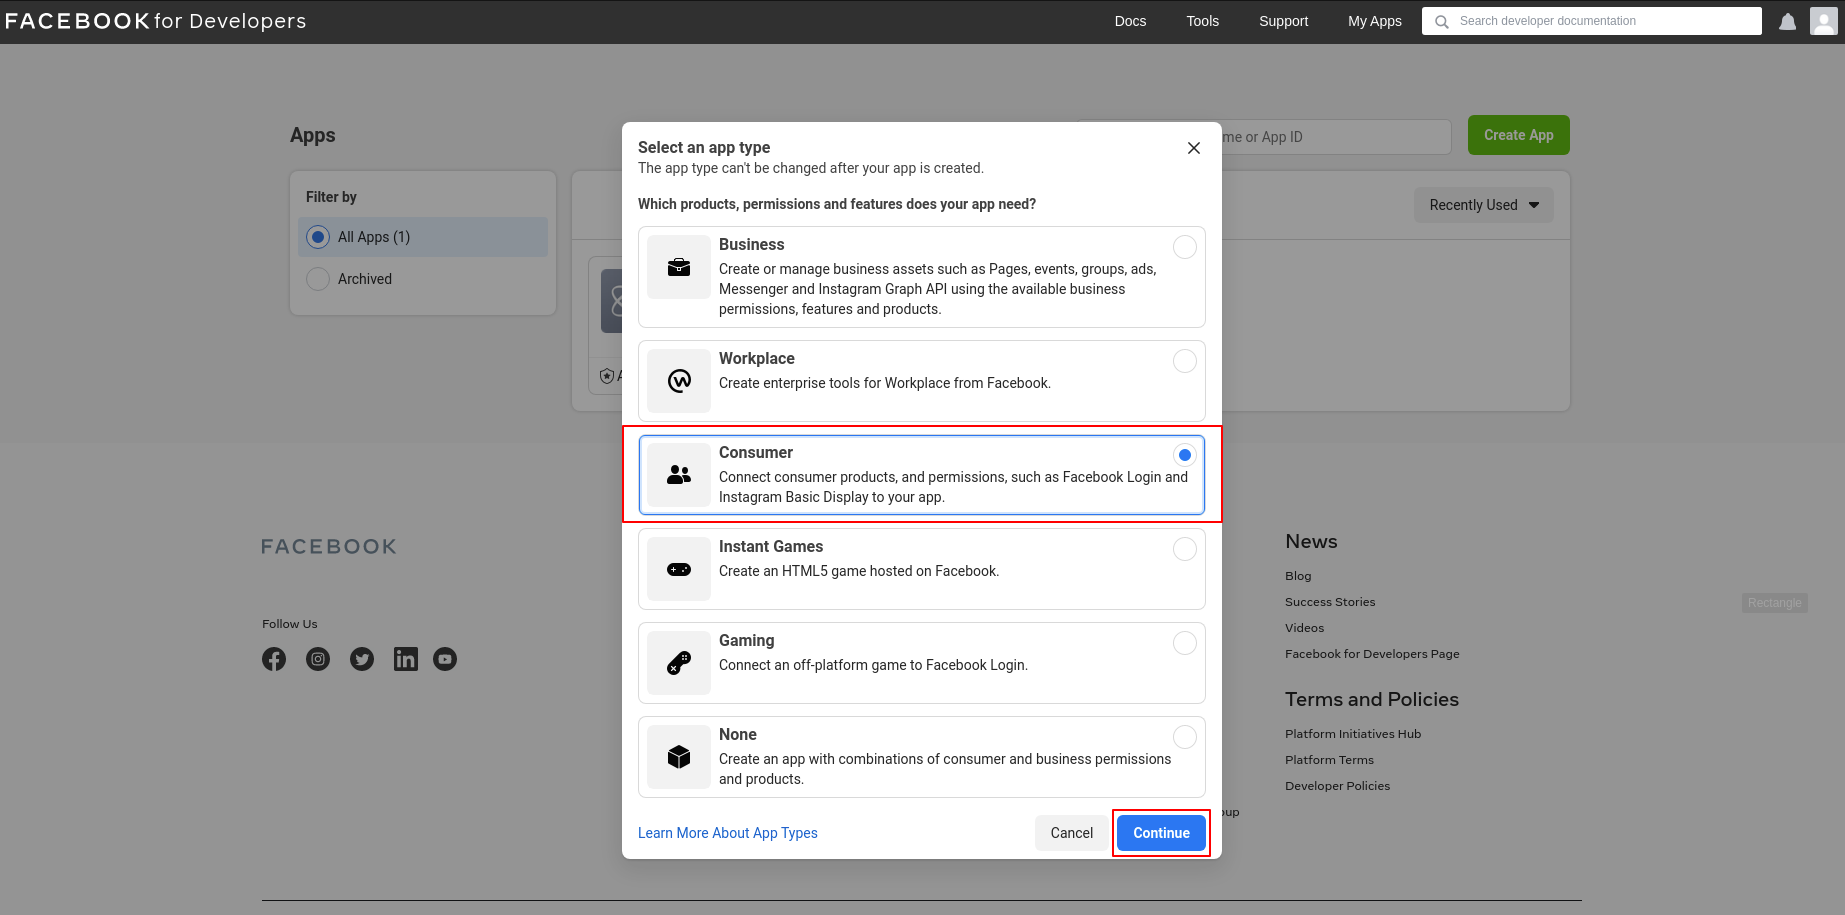 FACEBOOK for Developers
Docs
Tools
Support
My Apps
Search developer documentation
Apps
me or App ID
Create App
Filter by
All Apps (1)
Archived
Recently Used
Select an app type
The app type can't be changed after your app is created.
Which products, permissions and features does your app need?
Business
Create or manage business assets such as Pages, events, groups, ads,
Messenger and Instagram Graph API using the available business
permissions, features and products.
Workplace
Create enterprise tools for Workplace from Facebook.
Consumer
Connect consumer products, and permissions, such as Facebook Login and
Instagram Basic Display to your app.
Instant Games
Create an HTML5 game hosted on Facebook.
Gaming
Connect an off-platform game to Facebook Login.
None
Create an app with combinations of consumer and business permissions
and products.
Learn More About App Types
Cancel
Continue
FACEBOOK
Follow Us
News
Blog
Success Stories
Videos
Facebook for Developers Page
Rectangle
Terms and Policies
Platform Initiatives Hub
Platform Terms
Developer Policies